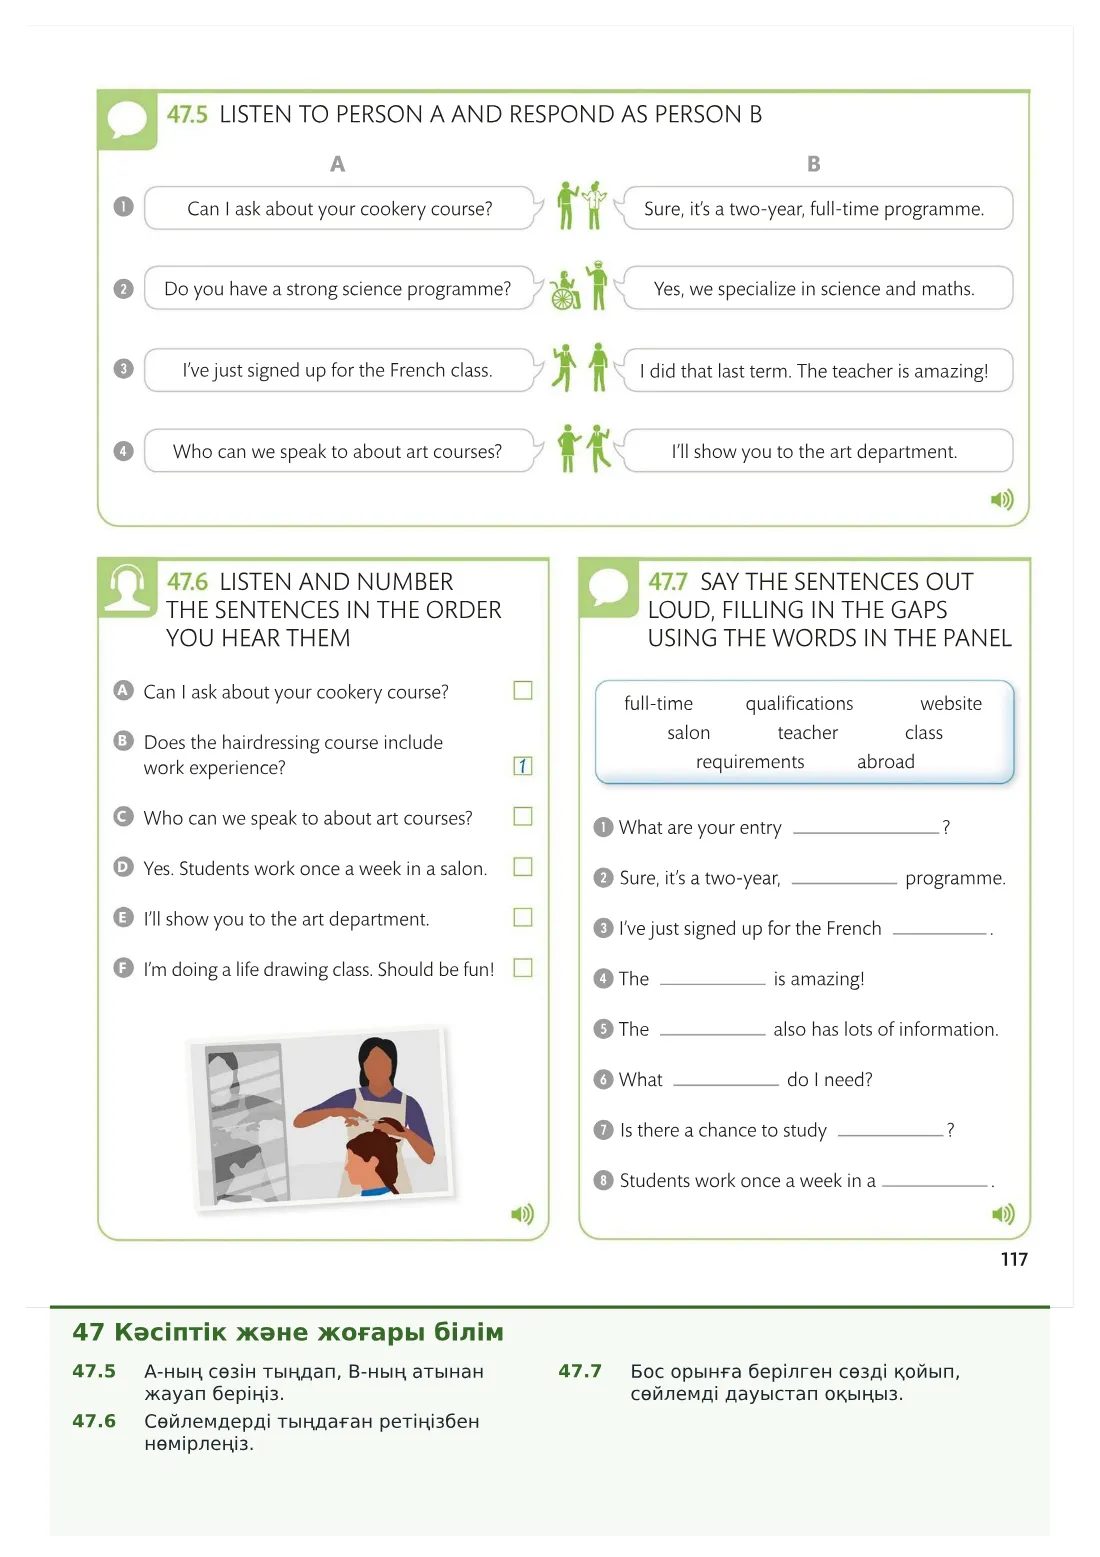 47.5 LISTEN TO PERSON A AND RESPOND AS PERSON B
A
B
1 Can I ask about your cookery course?
Sure, it's a two-year, full-time programme.
2 Do you have a strong science programme?
Yes, we specialize in science and maths.
3 I've just signed up for the French class.
I did that last term. The teacher is amazing!
4 Who can we speak to about art courses?
I'll show you to the art department.
47.6 LISTEN AND NUMBER
THE SENTENCES IN THE ORDER
YOU HEAR THEM
A Can I ask about your cookery course?
B Does the hairdressing course include
work experience? 1
C Who can we speak to about art courses?
D Yes. Students work once a week in a salon.
E I'll show you to the art department.
F I'm doing a life drawing class. Should be fun!
47.7 SAY THE SENTENCES OUT
LOUD, FILLING IN THE GAPS
USING THE WORDS IN THE PANEL
full-time qualifications website
salon teacher class
requirements abroad
1 What are your entry ____________?
2 Sure, it's a two-year, ____________ programme.
3 I've just signed up for the French ____________.
4 The ____________ is amazing!
5 The ____________ also has lots of information.
6 What ____________ do I need?
7 Is there a chance to study ____________?
8 Students work once a week in a ____________.
117
47 Кәсіптік және жоғары білім
47.5 А-ның сөзін тыңдап, В-ның атынан
жауап беріңіз.
47.6 Сөйлемдерді тыңдаған ретіңізбен
нөмірлеңіз.
47.7 Бос орынға берілген сөзді қойып,
сөйлемді дауыстап оқыңыз.